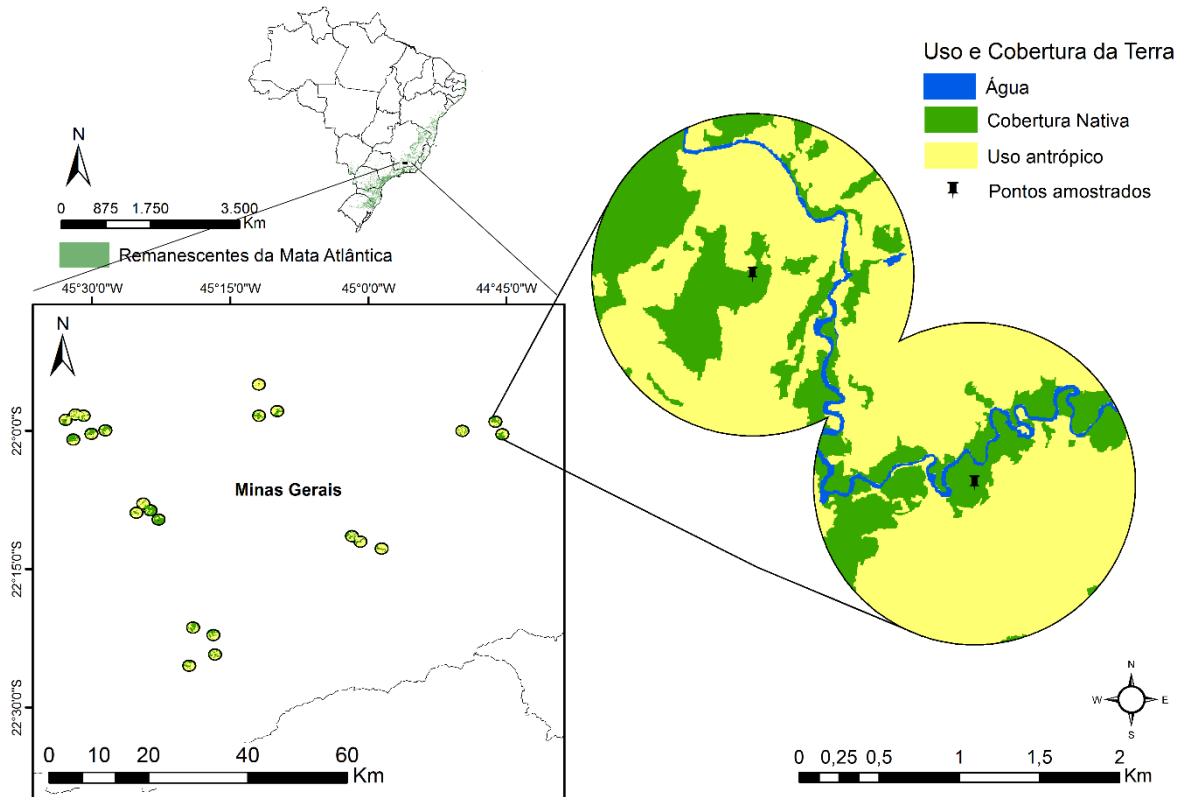 N
0 875 1.750 3.500
Km
Remanescentes da Mata Atlântica
45°30'0"W 45°15'0"W 45°0'0"W 44°45'0"W
N
22°0'0"S
22°15'0"S
22°30'0"S
Minas Gerais
0 10 20 40 60
Km
Uso e Cobertura da Terra
Água
Cobertura Nativa
Uso antrópico
Pontos amostrados
N
W E
S
0 0,25 0,5 1 1,5 2
Km